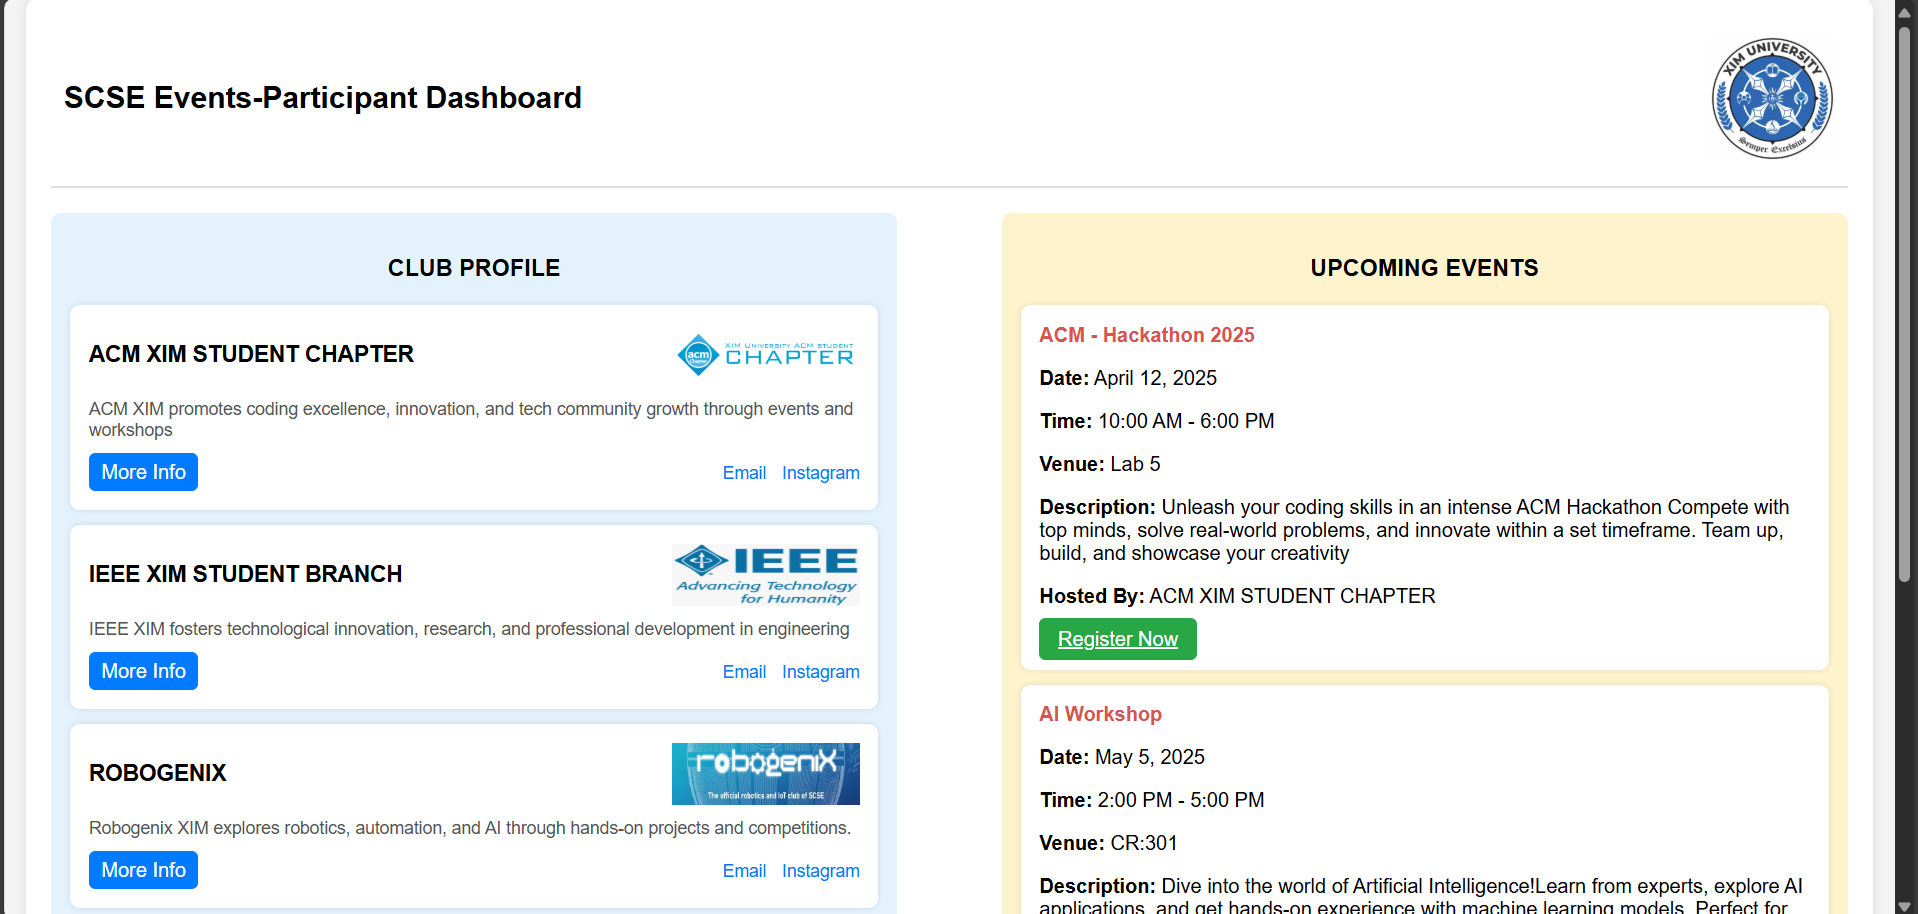 SCSE Events-Participant Dashboard
XIM UNIVERSITY
Semper Excelsius
CLUB PROFILE
ACM XIM STUDENT CHAPTER
acm
Chapter
XIM UNIVERSITY ACM STUDENT
CHAPTER
ACM XIM promotes coding excellence, innovation, and tech community growth through events and
workshops
More Info
Email Instagram
IEEE XIM STUDENT BRANCH
IEEE
Advancing Technology
for Humanity
IEEE XIM fosters technological innovation, research, and professional development in engineering
More Info
Email Instagram
ROBOGENIX
robogeniX
The official robotics and IoT club of SCSE
Robogenix XIM explores robotics, automation, and AI through hands-on projects and competitions.
More Info
Email Instagram
UPCOMING EVENTS
ACM - Hackathon 2025
Date: April 12, 2025
Time: 10:00 AM - 6:00 PM
Venue: Lab 5
Description: Unleash your coding skills in an intense ACM Hackathon Compete with
top minds, solve real-world problems, and innovate within a set timeframe. Team up,
build, and showcase your creativity
Hosted By: ACM XIM STUDENT CHAPTER
Register Now
AI Workshop
Date: May 5, 2025
Time: 2:00 PM - 5:00 PM
Venue: CR:301
Description: Dive into the world of Artificial Intelligence!Learn from experts, explore AI
applications, and get hands-on experience with machine learning models. Perfect for